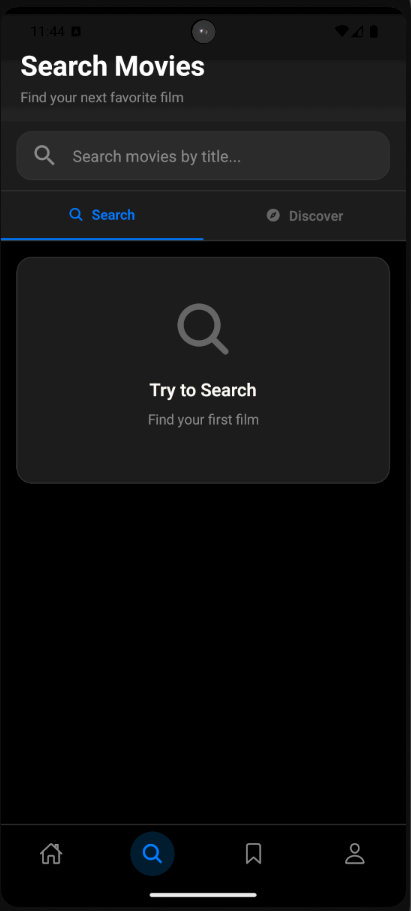 11:44
Search Movies
Find your next favorite film
Search movies by title...
Search
Discover
Try to Search
Find your first film